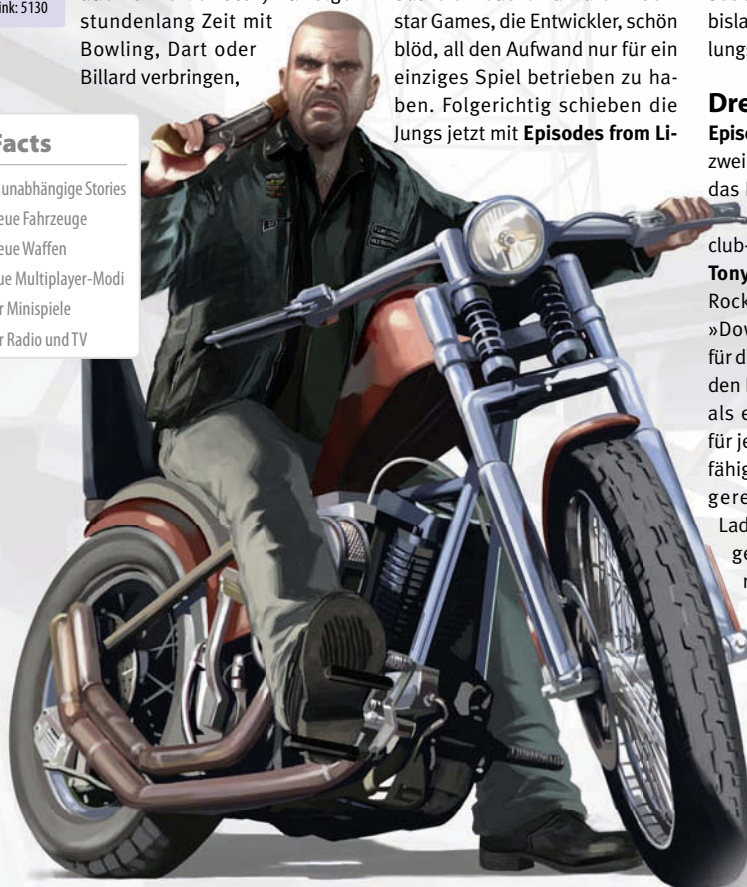 ink: 5130
stundenlang Zeit mit
Bowling, Dart oder
Billard verbringen,
Facts
unabhängige Stories
eue Fahrzeuge
eue Waffen
ue Multiplayer-Modi
r Minispiele
r Radio und TV
star Games, die Entwickler, schön
blöd, all den Aufwand nur für ein
einziges Spiel betrieben zu ha-
ben. Folgerichtig schieben die
Jungs jetzt mit Episodes from Li-
bisla
lungs
Dre
Episo
zwei
das
club-
Tony
Rock
für d
den
als e
für je
fähig
gere
Lad
ge